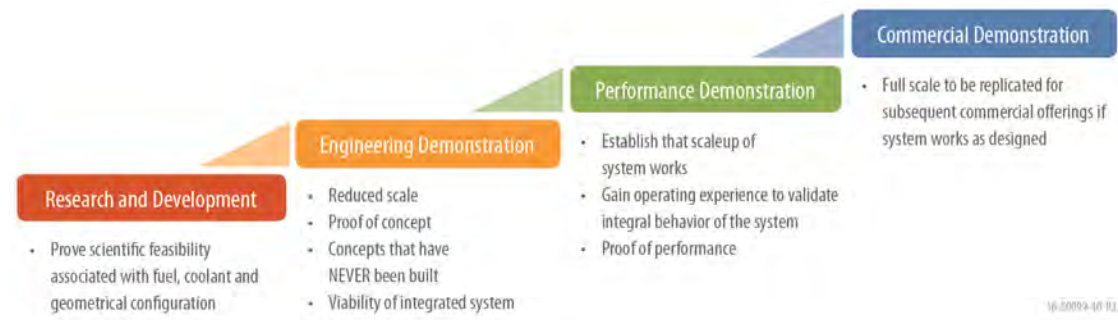 Research and Development
• Prove scientific feasibility
associated with fuel, coolant and
geometrical configuration
Engineering Demonstration
• Reduced scale
• Proof of concept
• Concepts that have
NEVER been built
• Viability of integrated system
Performance Demonstration
• Establish that scaleup of
system works
• Gain operating experience to validate
integral behavior of the system
• Proof of performance
Commercial Demonstration
• Full scale to be replicated for
subsequent commercial offerings if
system works as designed